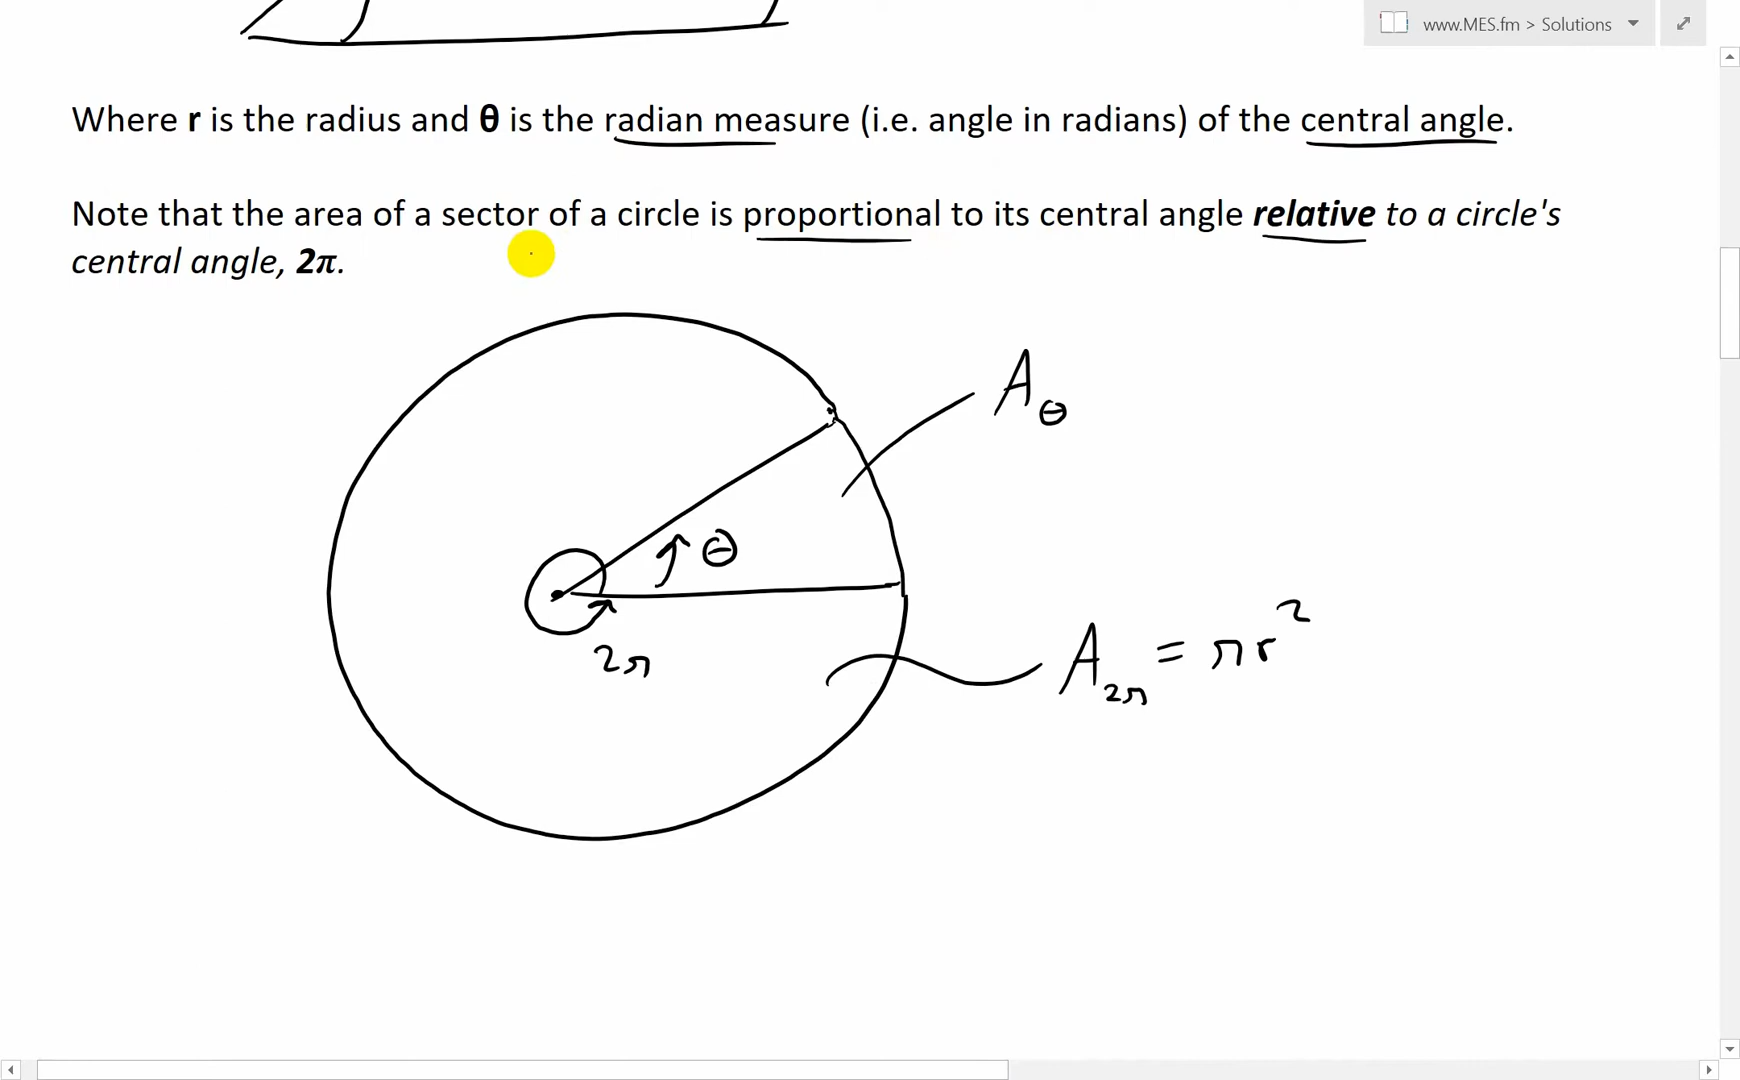 www.MES.fm > Solutions
Where r is the radius and θ is the radian measure (i.e. angle in radians) of the central angle.
Note that the area of a sector of a circle is proportional to its central angle relative to a circle's
central angle, 2π.
A_θ
θ
2π
A_2π = πr²